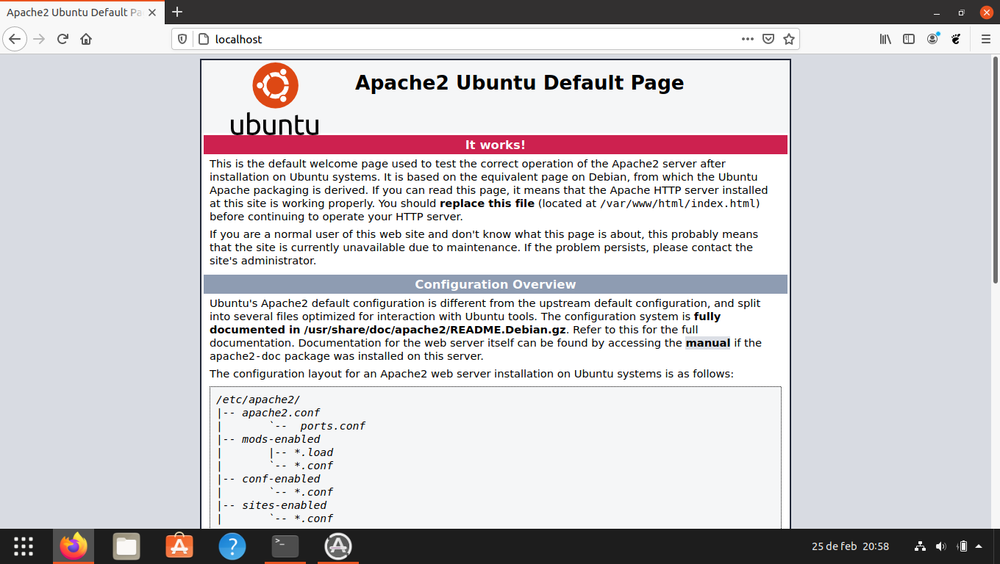 Apache2 Ubuntu Default Pa
localhost
ubuntu
Apache2 Ubuntu Default Page
It works!
This is the default welcome page used to test the correct operation of the Apache2 server after
installation on Ubuntu systems. It is based on the equivalent page on Debian, from which the Ubuntu
Apache packaging is derived. If you can read this page, it means that the Apache HTTP server installed
at this site is working properly. You should replace this file (located at /var/www/html/index.html)
before continuing to operate your HTTP server.
If you are a normal user of this web site and don't know what this page is about, this probably means
that the site is currently unavailable due to maintenance. If the problem persists, please contact the
site's administrator.
Configuration Overview
Ubuntu's Apache2 default configuration is different from the upstream default configuration, and split
into several files optimized for interaction with Ubuntu tools. The configuration system is fully
documented in /usr/share/doc/apache2/README.Debian.gz. Refer to this for the full
documentation. Documentation for the web server itself can be found by accessing the manual if the
apache2-doc package was installed on this server.
The configuration layout for an Apache2 web server installation on Ubuntu systems is as follows:
/etc/apache2/
|-- apache2.conf
|       `--  ports.conf
|-- mods-enabled
|       |-- *.load
|       `-- *.conf
|-- conf-enabled
|       `-- *.conf
|-- sites-enabled
|       `-- *.conf
25 de feb  20:58